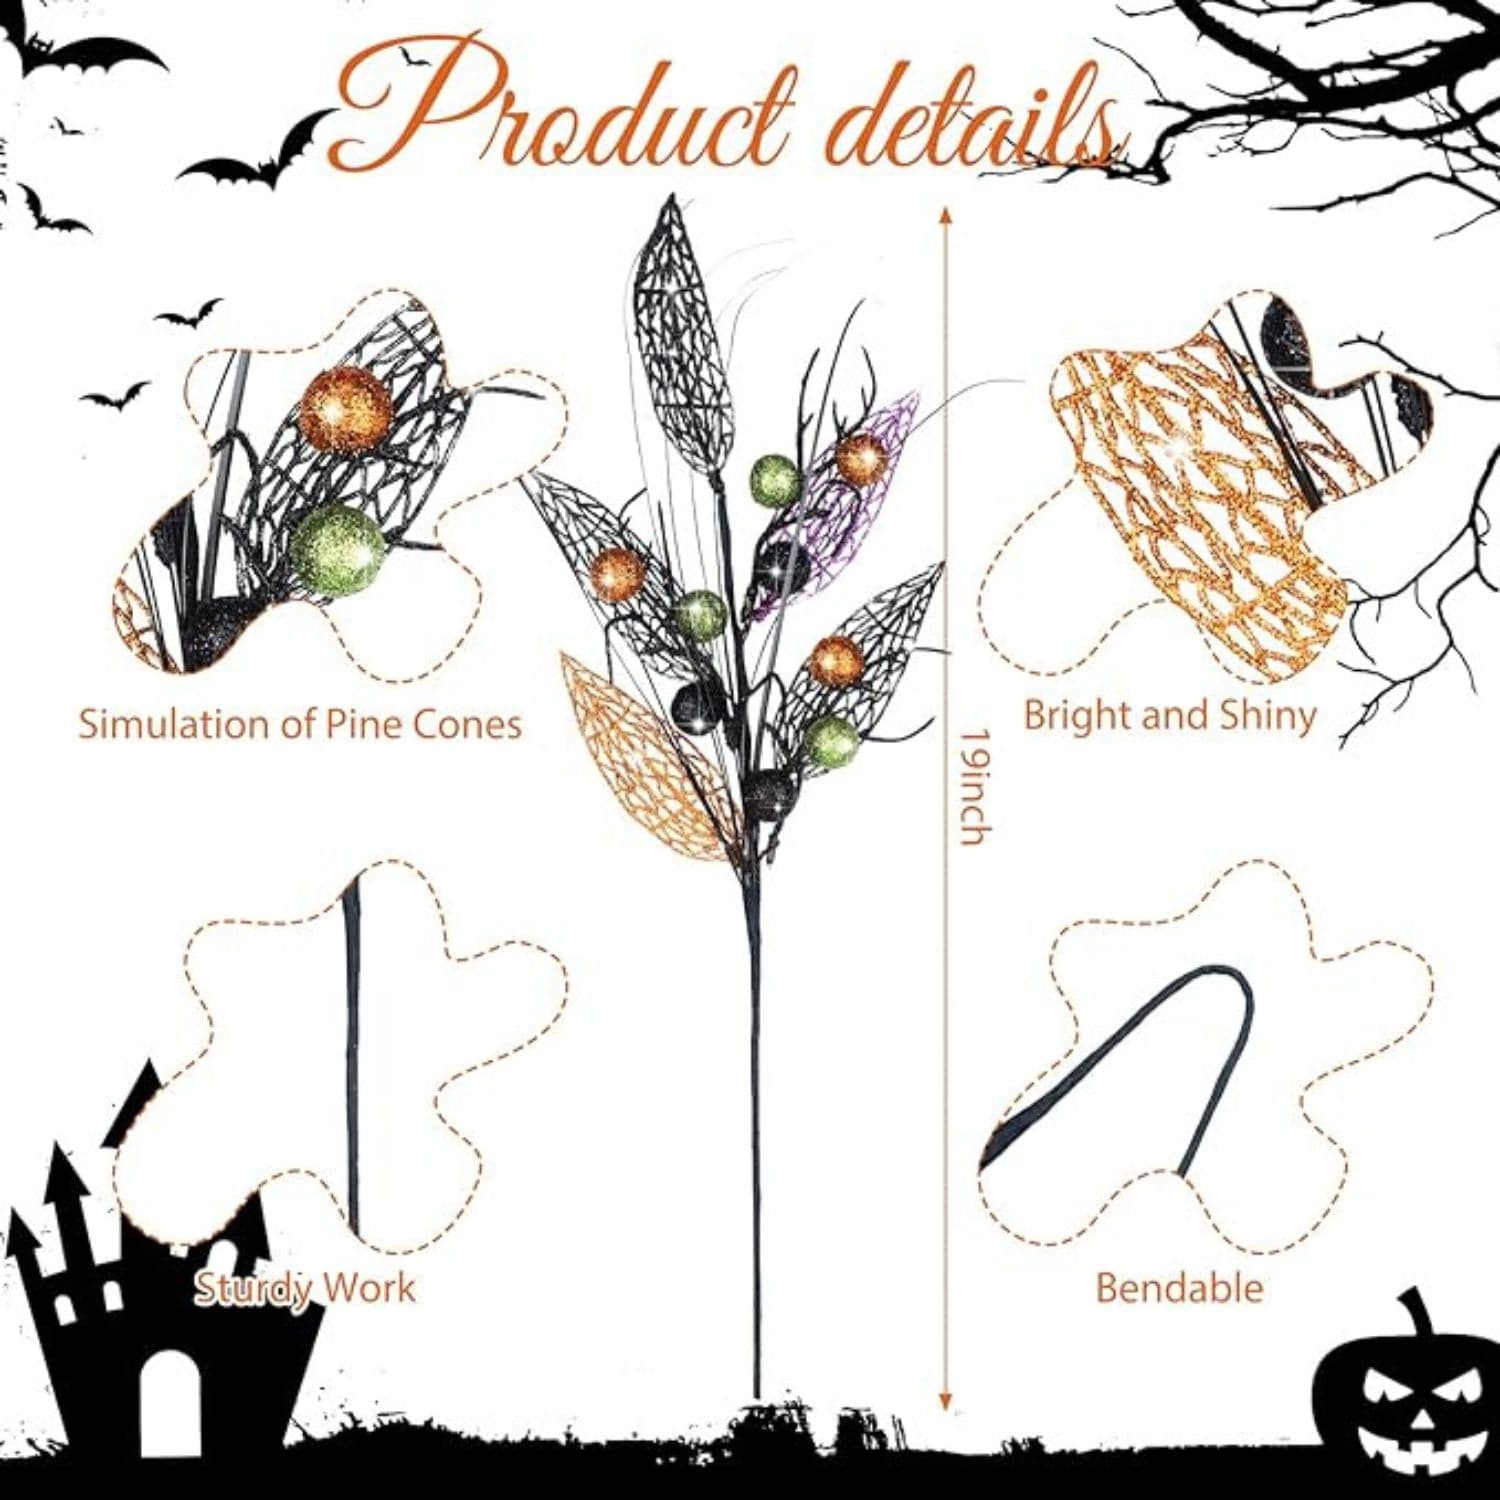 Product details
Simulation of Pine Cones
Bright and Shiny
19inch
Sturdy Work
Bendable